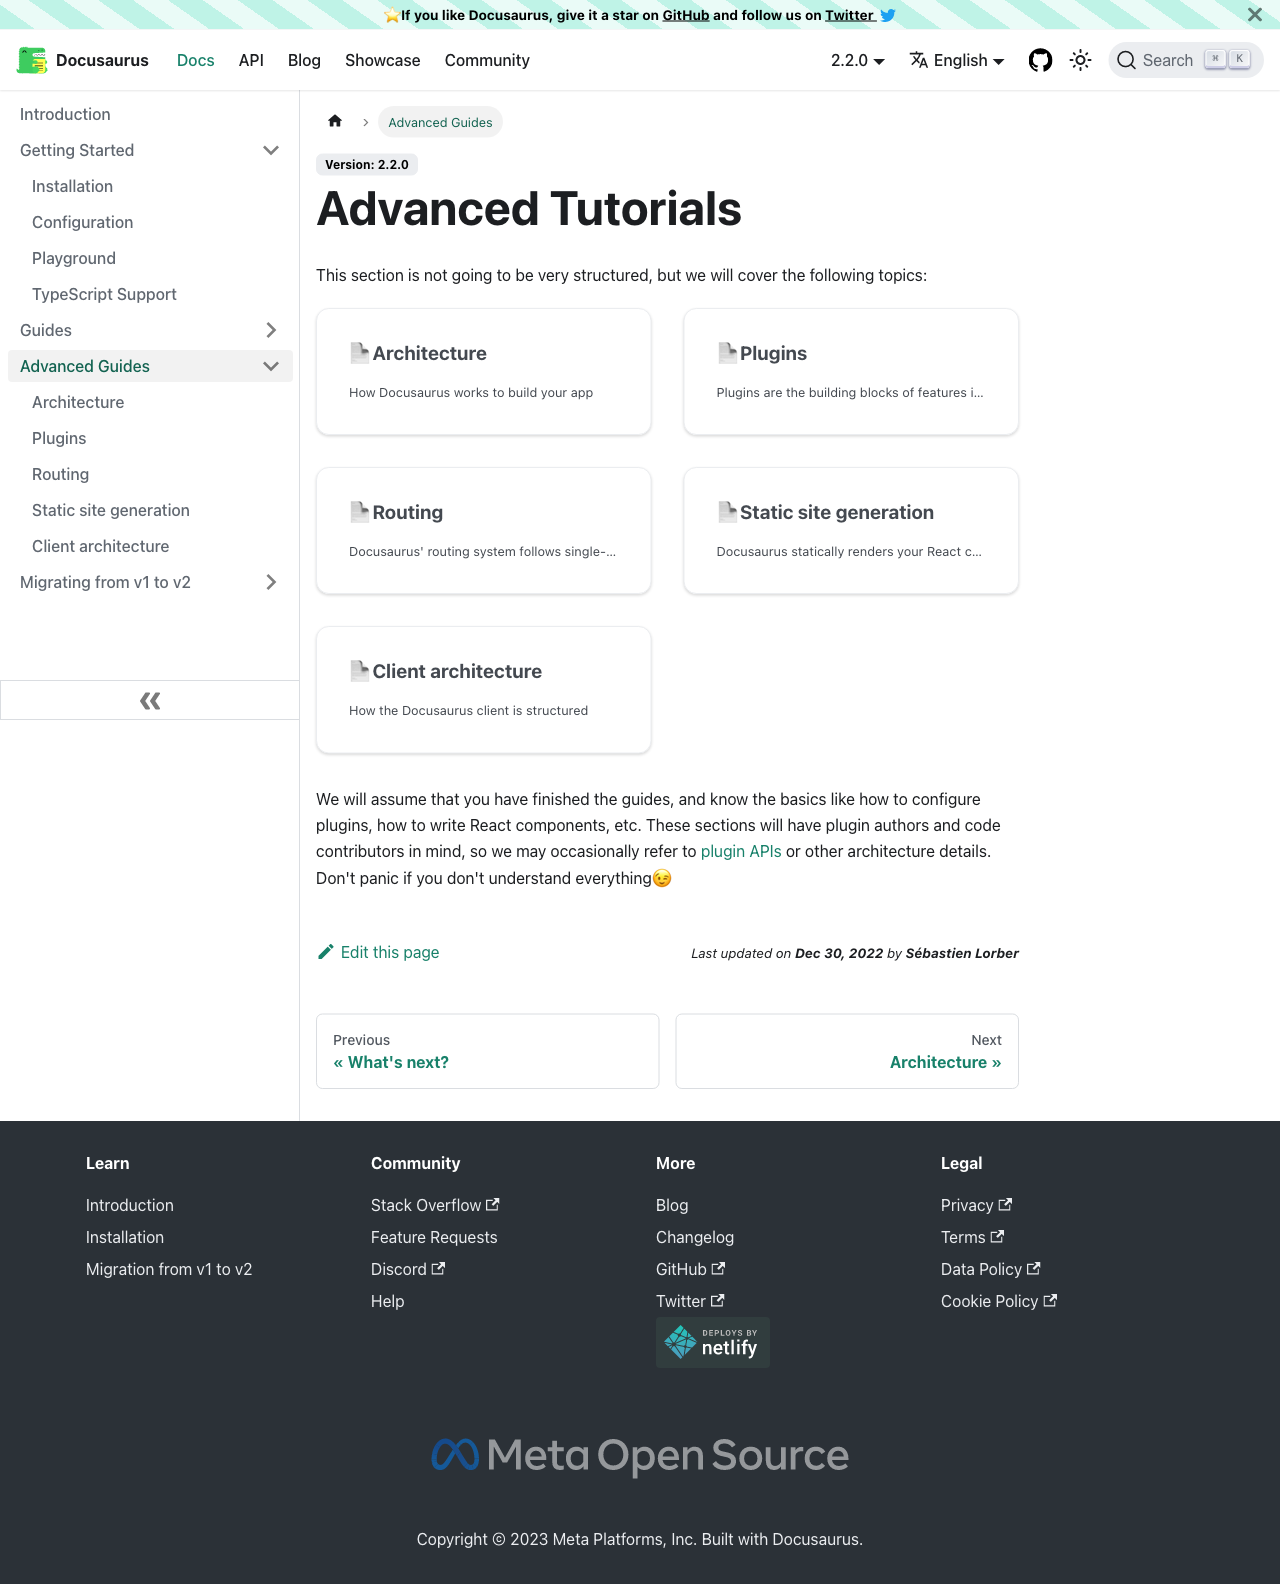 ⭐️If you like Docusaurus, give it a star on GitHub and follow us on Twitter 
Docusaurus
Docs
API
Blog
Showcase
Community
2.2.0
English
Search
⌘
K
Introduction
Getting Started
Installation
Configuration
Playground
TypeScript Support
Guides
Advanced Guides
Architecture
Plugins
Routing
Static site generation
Client architecture
Migrating from v1 to v2
Advanced Guides
Version: 2.2.0
Advanced Tutorials
This section is not going to be very structured, but we will cover the following topics:
Architecture
How Docusaurus works to build your app
Plugins
Plugins are the building blocks of features i...
Routing
Docusaurus' routing system follows single-...
Static site generation
Docusaurus statically renders your React c...
Client architecture
How the Docusaurus client is structured
We will assume that you have finished the guides, and know the basics like how to configure
plugins, how to write React components, etc. These sections will have plugin authors and code
contributors in mind, so we may occasionally refer to plugin APIs or other architecture details.
Don't panic if you don't understand everything😉
Edit this page
Last updated on Dec 30, 2022 by Sébastien Lorber
Previous
« What's next?
Next
Architecture »
Learn
Introduction
Installation
Migration from v1 to v2
Community
Stack Overflow
Feature Requests
Discord
Help
More
Blog
Changelog
GitHub
Twitter
DEPLOYS BY
netlify
Legal
Privacy
Terms
Data Policy
Cookie Policy
Meta Open Source
Copyright © 2023 Meta Platforms, Inc. Built with Docusaurus.